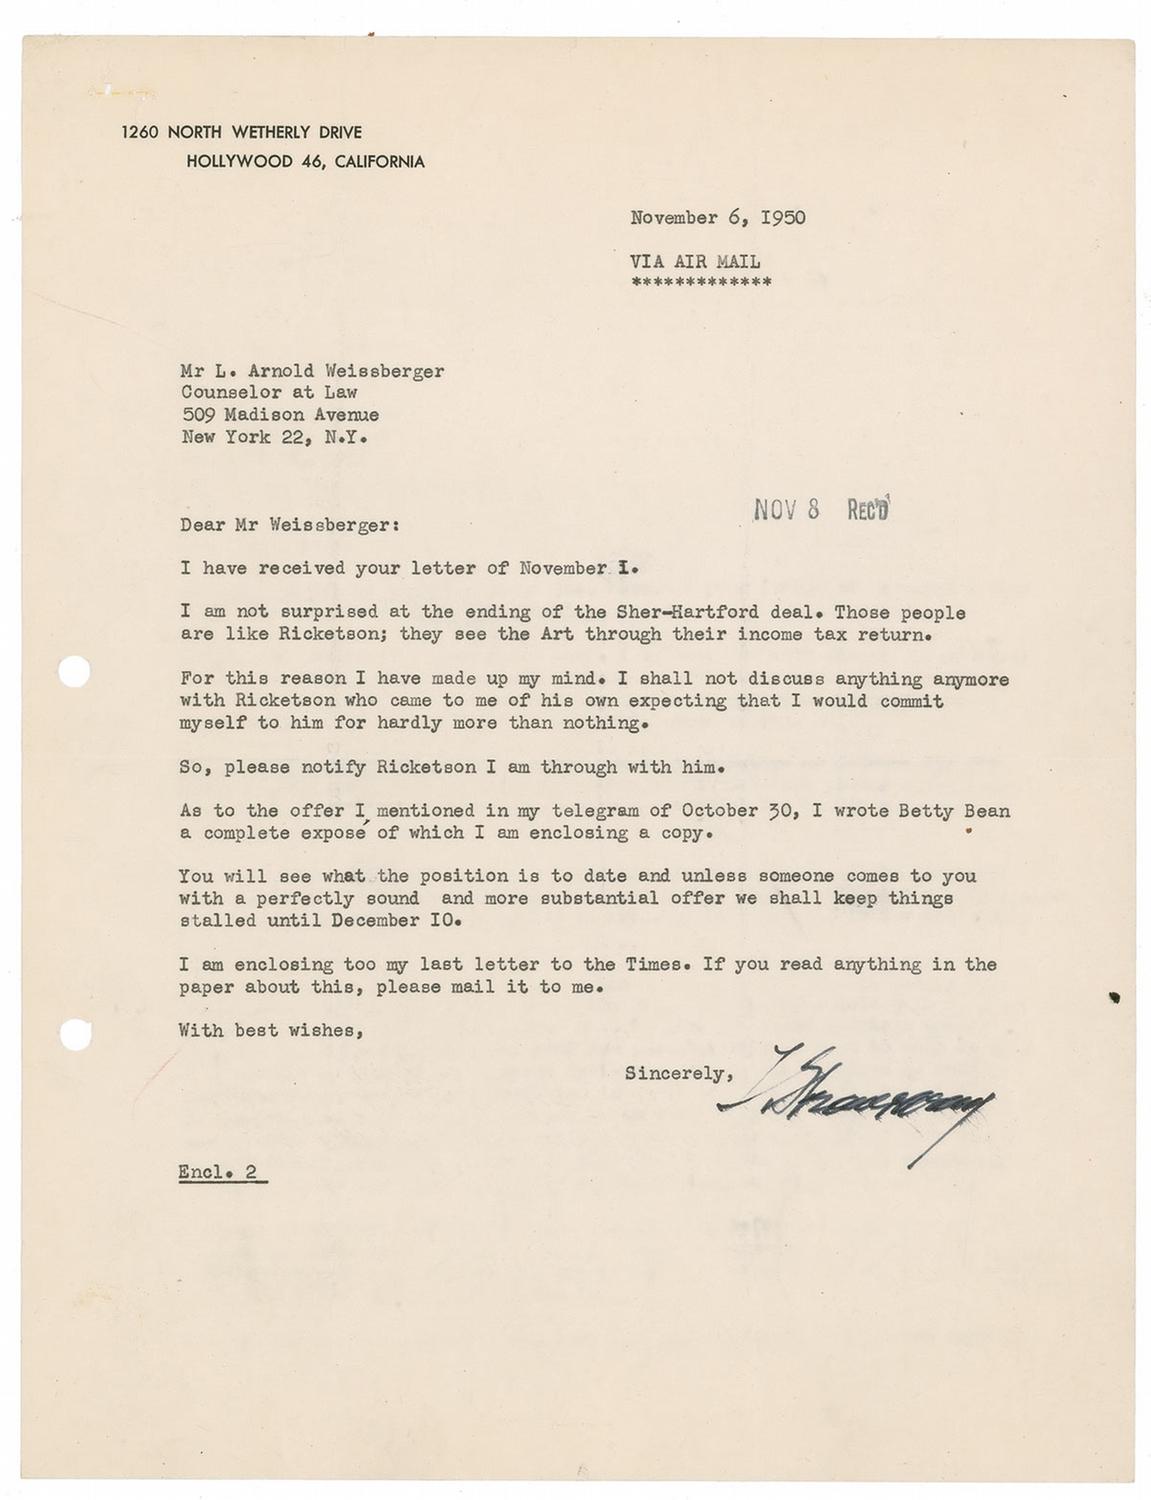 1260 NORTH WETHERLY DRIVE
HOLLYWOOD 46, CALIFORNIA
November 6, I950
VIA AIR MAIL
*************
Mr L. Arnold Weissberger
Counselor at Law
509 Madison Avenue
New York 22, N.Y.
NOV 8 REC'D
Dear Mr Weissberger:
I have received your letter of November I.
I am not surprised at the ending of the Sher-Hartford deal. Those people
are like Ricketson; they see the Art through their income tax return.
For this reason I have made up my mind. I shall not discuss anything anymore
with Ricketson who came to me of his own expecting that I would commit
myself to him for hardly more than nothing.
So, please notify Ricketson I am through with him.
As to the offer I mentioned in my telegram of October 30, I wrote Betty Bean
a complete exposé of which I am enclosing a copy.
You will see what the position is to date and unless someone comes to you
with a perfectly sound and more substantial offer we shall keep things
stalled until December I0.
I am enclosing too my last letter to the Times. If you read anything in the
paper about this, please mail it to me.
With best wishes,
Sincerely,
I Stravinsky
Encl. 2